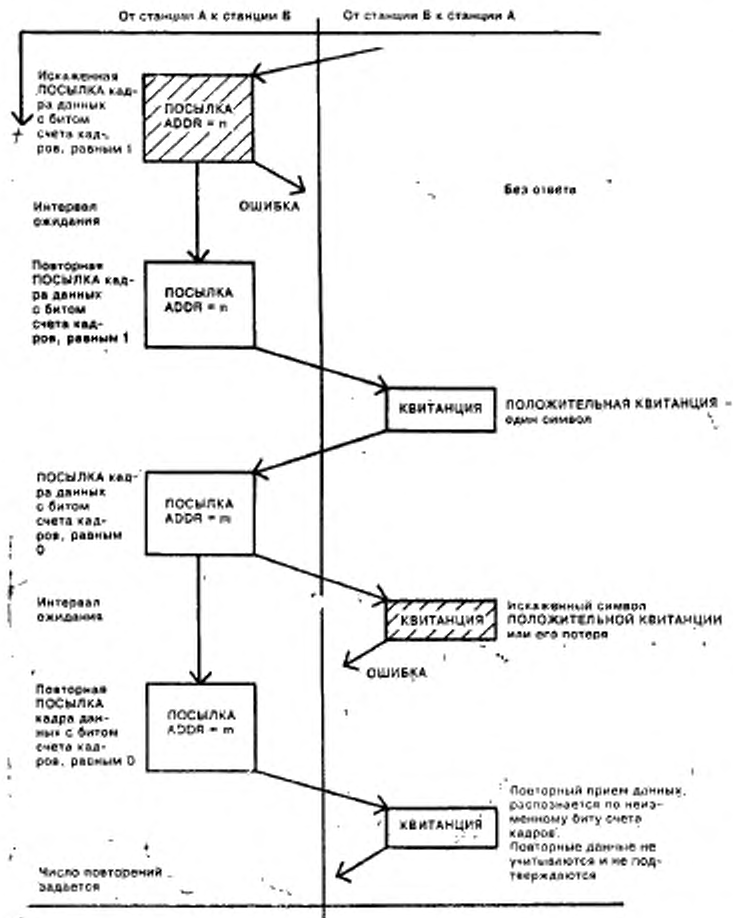 От станции А к станции В
От станции В к станции А
Искаженная
ПОСЫЛКА кад-
ра данных
с битом
счета кад-
ров, равным 1
ПОСЫЛКА
ADDR = n
t
ОШИБКА
Без ответа
Интервал
ожидания
Повторная
ПОСЫЛКА кад-
ра данных
с битом
счета кад-
ров, равным 1
ПОСЫЛКА
ADDR = n
КВИТАНЦИЯ
ПОЛОЖИТЕЛЬНАЯ КВИТАНЦИЯ -
один символ
ПОСЫЛКА кад-
ра данных
с битом
счета кад-
ров, равным
0
ПОСЫЛКА
ADDR = m
Интервал
ожидания
КВИТАНЦИЯ
Искаженный символ
ПОЛОЖИТЕЛЬНОЙ КВИТАНЦИИ
или его потеря
ОШИБКА
Повторная
ПОСЫЛКА
кадра дан-
ных с битом
счета кад-
ров, равным 0
ПОСЫЛКА
ADDR = m
КВИТАНЦИЯ
Повторный прием данных
распознается по неиз-
менному биту счета
кадров.
Повторные данные не
учитываются и не под-
тверждаются
Число повторений
задается